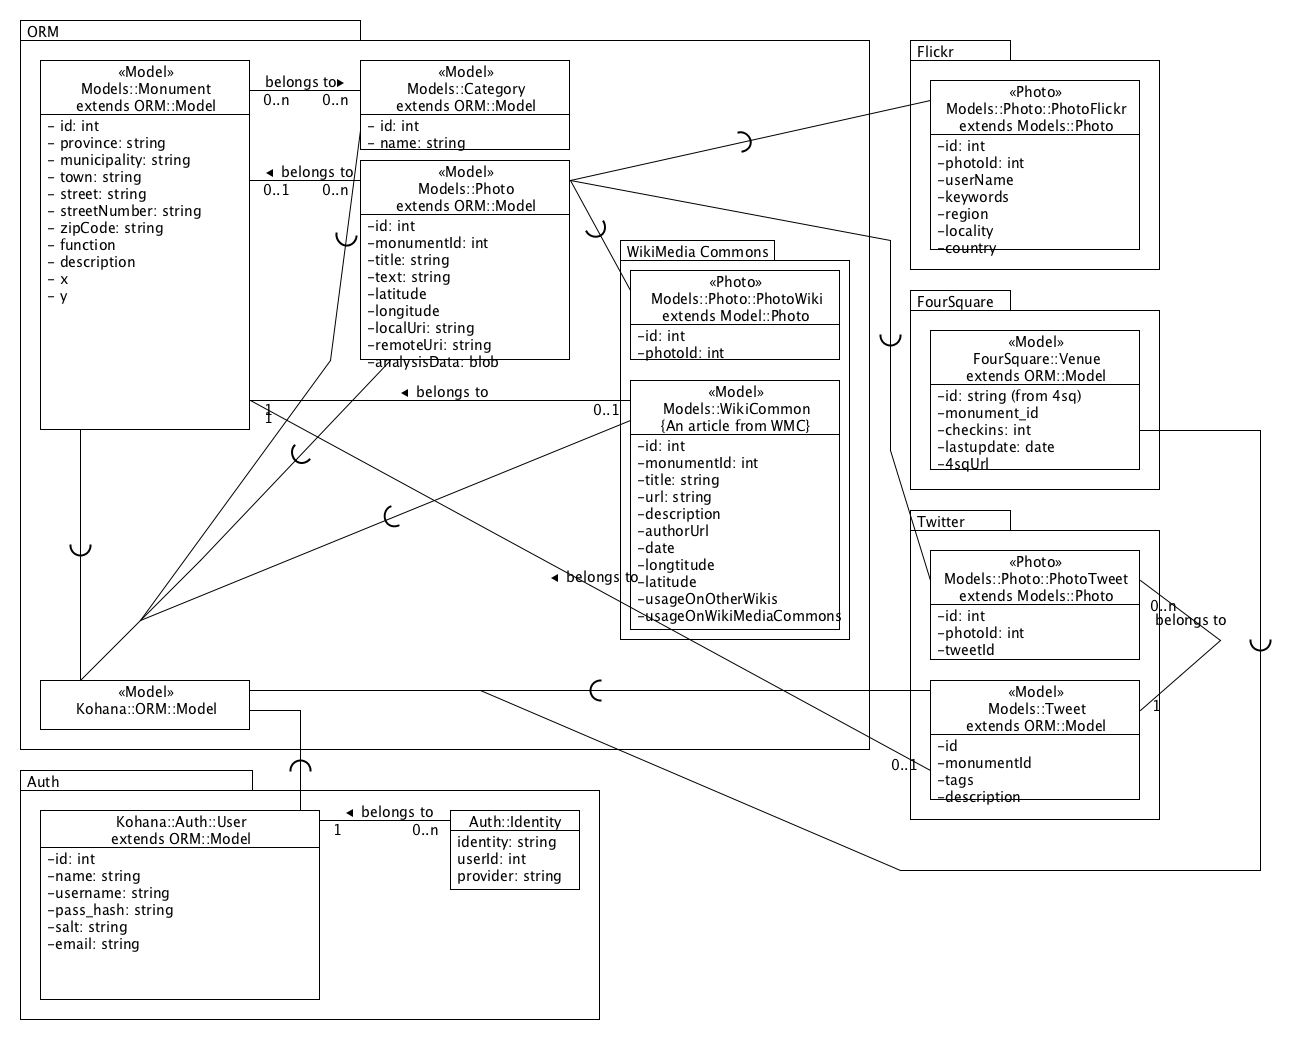 ORM
«Model»
Models::Monument
extends ORM::Model
– id: int
– province: string
– municipality: string
– town: string
– street: string
– streetNumber: string
– zipCode: string
– function
– description
– x
– y
belongs to▶
0..n 0..n
«Model»
Models::Category
extends ORM::Model
– id: int
– name: string
◀ belongs to
0..1 0..n
«Model»
Models::Photo
extends ORM::Model
–id: int
–monumentId: int
–title: string
–text: string
–latitude
–longitude
–localUri: string
–remoteUri: string
–analysisData: blob
◀ belongs to
1
1
0..1
WikiMedia Commons
«Photo»
Models::Photo::PhotoWiki
extends Model::Photo
–id: int
–photoId: int
«Model»
Models::WikiCommon
{An article from WMC}
–id: int
–monumentId: int
–title: string
–url: string
–description
–authorUrl
–date
–longtitude
–latitude
–usageOnOtherWikis
–usageOnWikiMediaCommons
◀ belongs to
0..1
«Model»
Kohana::ORM::Model
Flickr
«Photo»
Models::Photo::PhotoFlickr
extends Models::Photo
–id: int
–photoId: int
–userName
–keywords
–region
–locality
–country
FourSquare
«Model»
FourSquare::Venue
extends ORM::Model
–id: string (from 4sq)
–monument_id
–checkins: int
–lastupdate: date
–4sqUrl
Twitter
«Photo»
Models::Photo::PhotoTweet
extends Models::Photo
–id: int
–photoId: int
–tweetId
0..n
belongs to
1
«Model»
Models::Tweet
extends ORM::Model
–id
–monumentId
–tags
–description
Auth
Kohana::Auth::User
extends ORM::Model
–id: int
–name: string
–username: string
–pass_hash: string
–salt: string
–email: string
◀ belongs to
1 0..n
Auth::Identity
identity: string
userId: int
provider: string